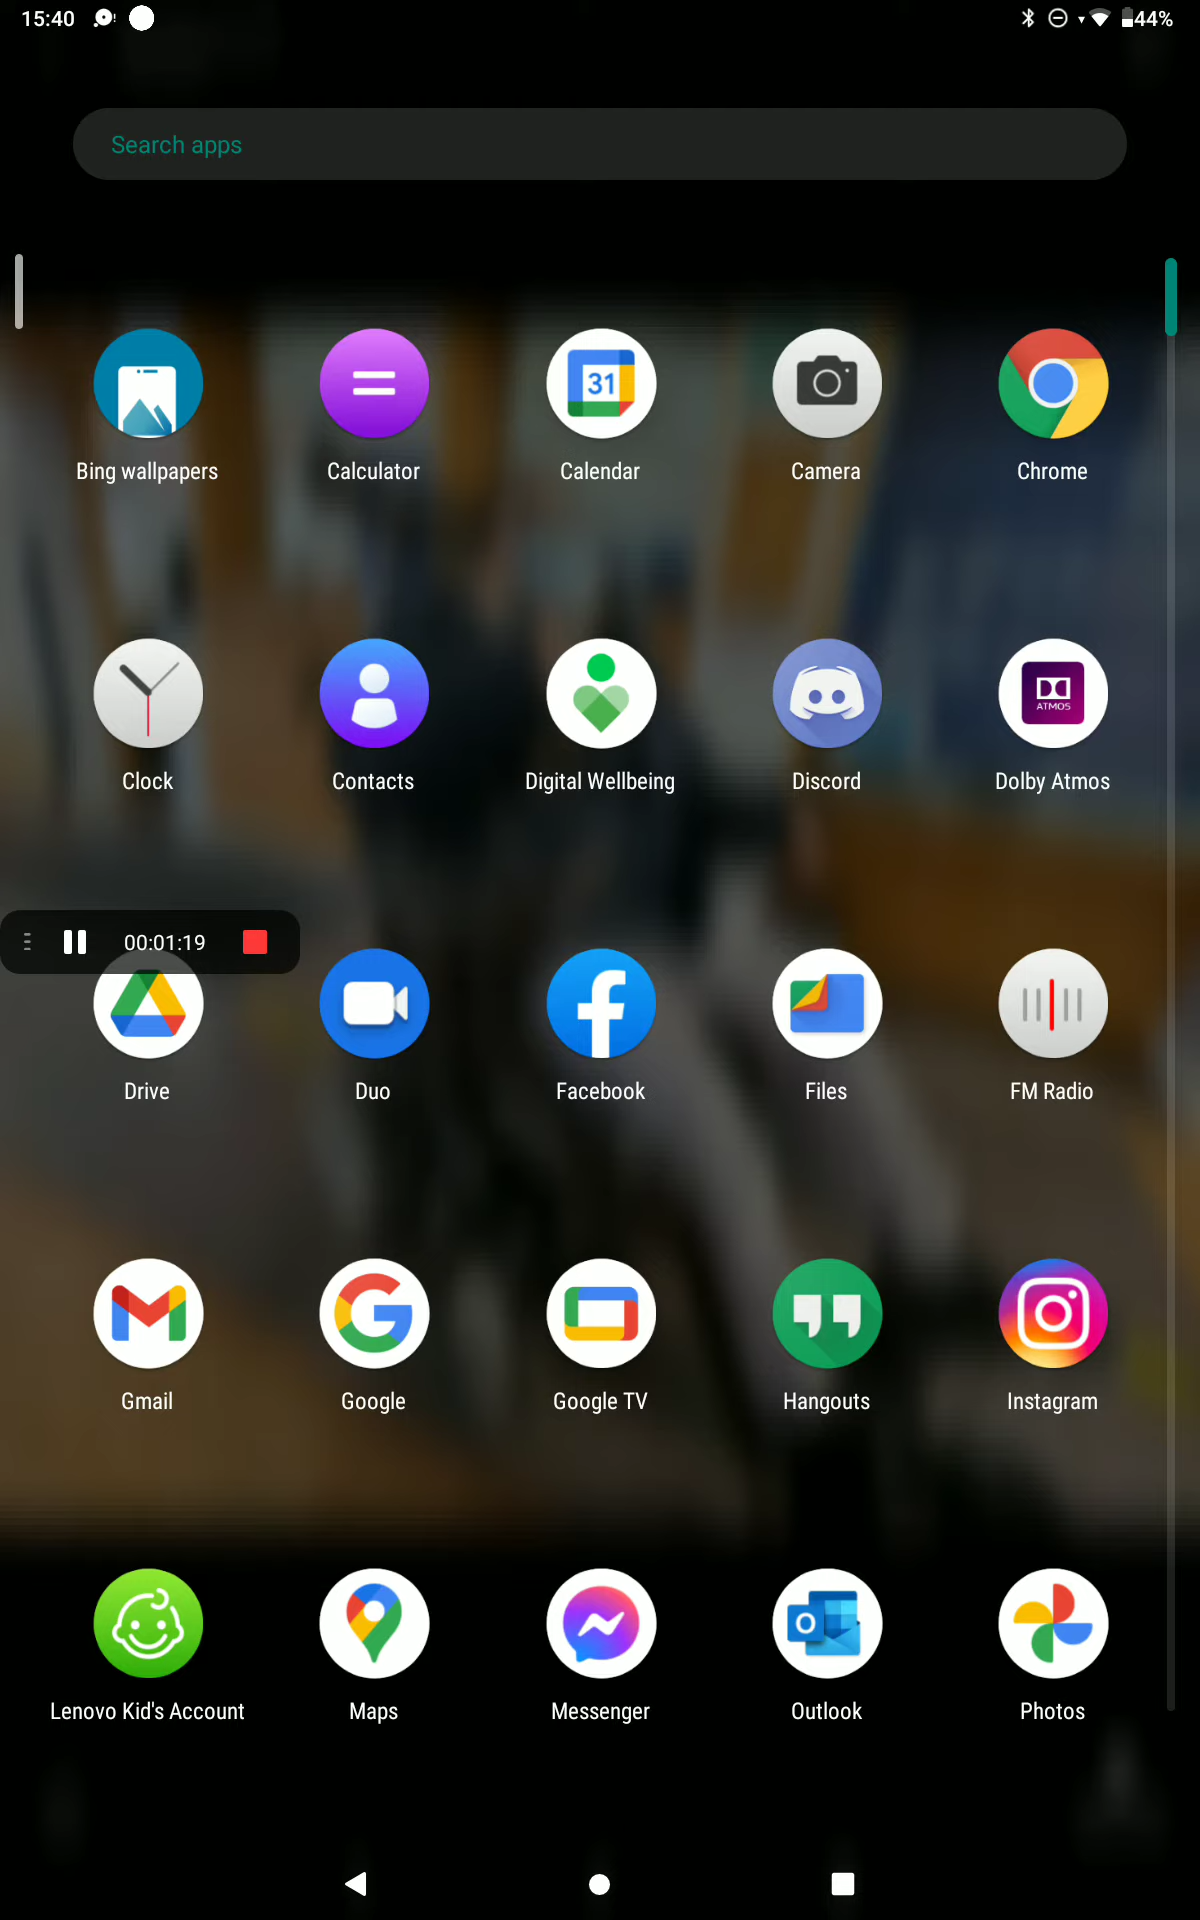 15:40 44%
Search apps
31
Bing wallpapers Calculator Calendar Camera Chrome
ATMOS
Clock Contacts Digital Wellbeing Discord Dolby Atmos
00:01:19
Drive Duo Facebook Files FM Radio
Gmail Google Google TV Hangouts Instagram
Lenovo Kid's Account Maps Messenger Outlook Photos